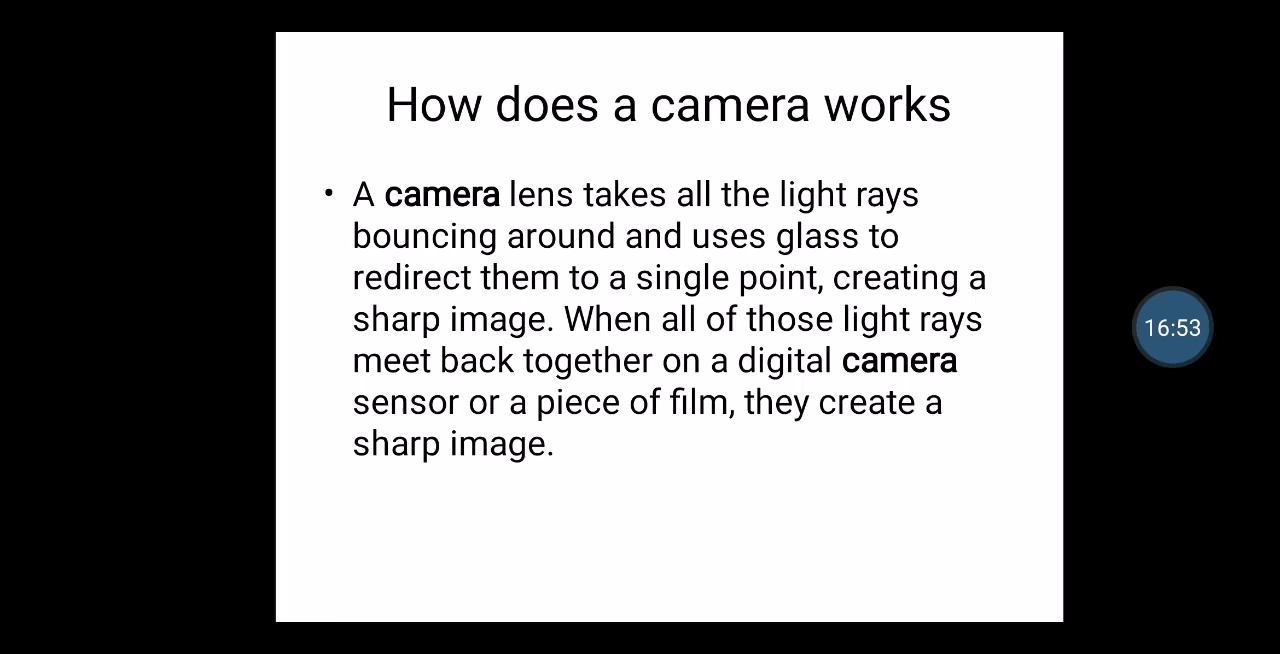 How does a camera works
• A camera lens takes all the light rays
bouncing around and uses glass to
redirect them to a single point, creating a
sharp image. When all of those light rays
meet back together on a digital camera
sensor or a piece of film, they create a
sharp image.
16:53